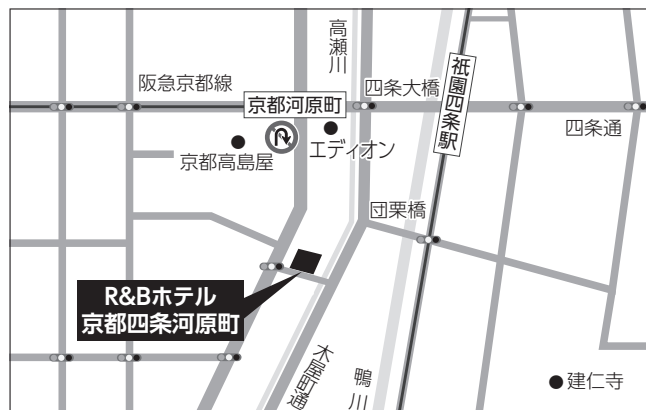 高瀬川
阪急京都線
京都河原町
四条大橋
祇園四条駅
四条通
京都高島屋
エディオン
団栗橋
R&Bホテル
京都四条河原町
木屋町通
鴨川
建仁寺